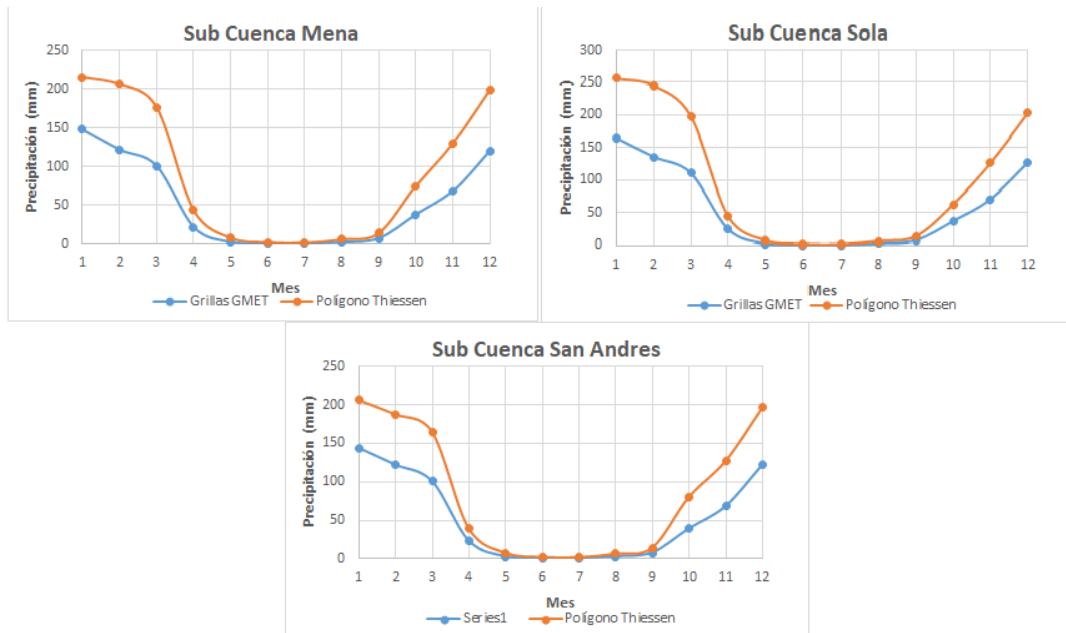 Sub Cuenca Mena
Precipitación (mm)
250
200
150
100
50
0
1 2 3 4 5 6 7 8 9 10 11 12
Mes
Grillas GMET Polígono Thiessen
Sub Cuenca Sola
Precipitación (mm)
300
250
200
150
100
50
0
1 2 3 4 5 6 7 8 9 10 11 12
Mes
Grillas GMET Polígono Thiessen
Sub Cuenca San Andres
Precipitación (mm)
250
200
150
100
50
0
1 2 3 4 5 6 7 8 9 10 11 12
Mes
Series1 Polígono Thiessen